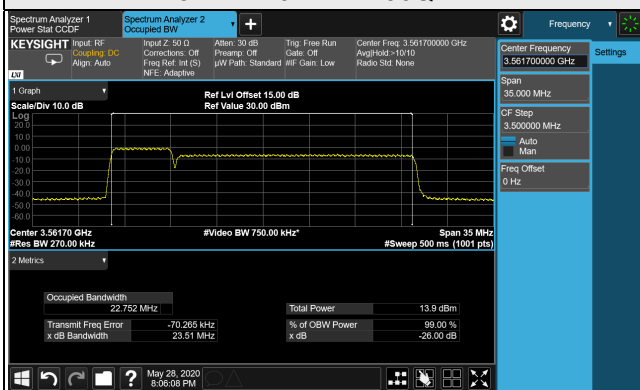 Spectrum Analyzer 1
Power Stat CCDF
Spectrum Analyzer 2
Occupied BW
Frequency
KEYSIGHT
Input: RF
Coupling: DC
Align: Auto
Input Z: 50 Ω
Corrections: Off
Freq Ref: Int (S)
NFE: Adaptive
Atten: 30 dB
Preamp: Off
µW Path: Standard
Trig: Free Run
Gate: Off
#IF Gain: Low
Center Freq: 3.561700000 GHz
Avg|Hold:>10/10
Radio Std: None
LXI
Center Frequency
3.561700000 GHz
Settings
Span
35.000 MHz
CF Step
3.500000 MHz
Auto
Man
Freq Offset
0 Hz
1 Graph
Scale/Div 10.0 dB
Ref Lvl Offset 15.00 dB
Ref Value 30.00 dBm
Log
20.0
10.0
0.00
-10.0
-20.0
-30.0
-40.0
-50.0
-60.0
Center 3.56170 GHz
#Res BW 270.00 kHz
#Video BW 750.00 kHz*
Span 35 MHz
#Sweep 500 ms (1001 pts)
2 Metrics
Occupied Bandwidth
22.752 MHz
Total Power 13.9 dBm
Transmit Freq Error -70.265 kHz
% of OBW Power 99.00 %
x dB Bandwidth 23.51 MHz
x dB -26.00 dB
May 28, 2020
8:06:08 PM